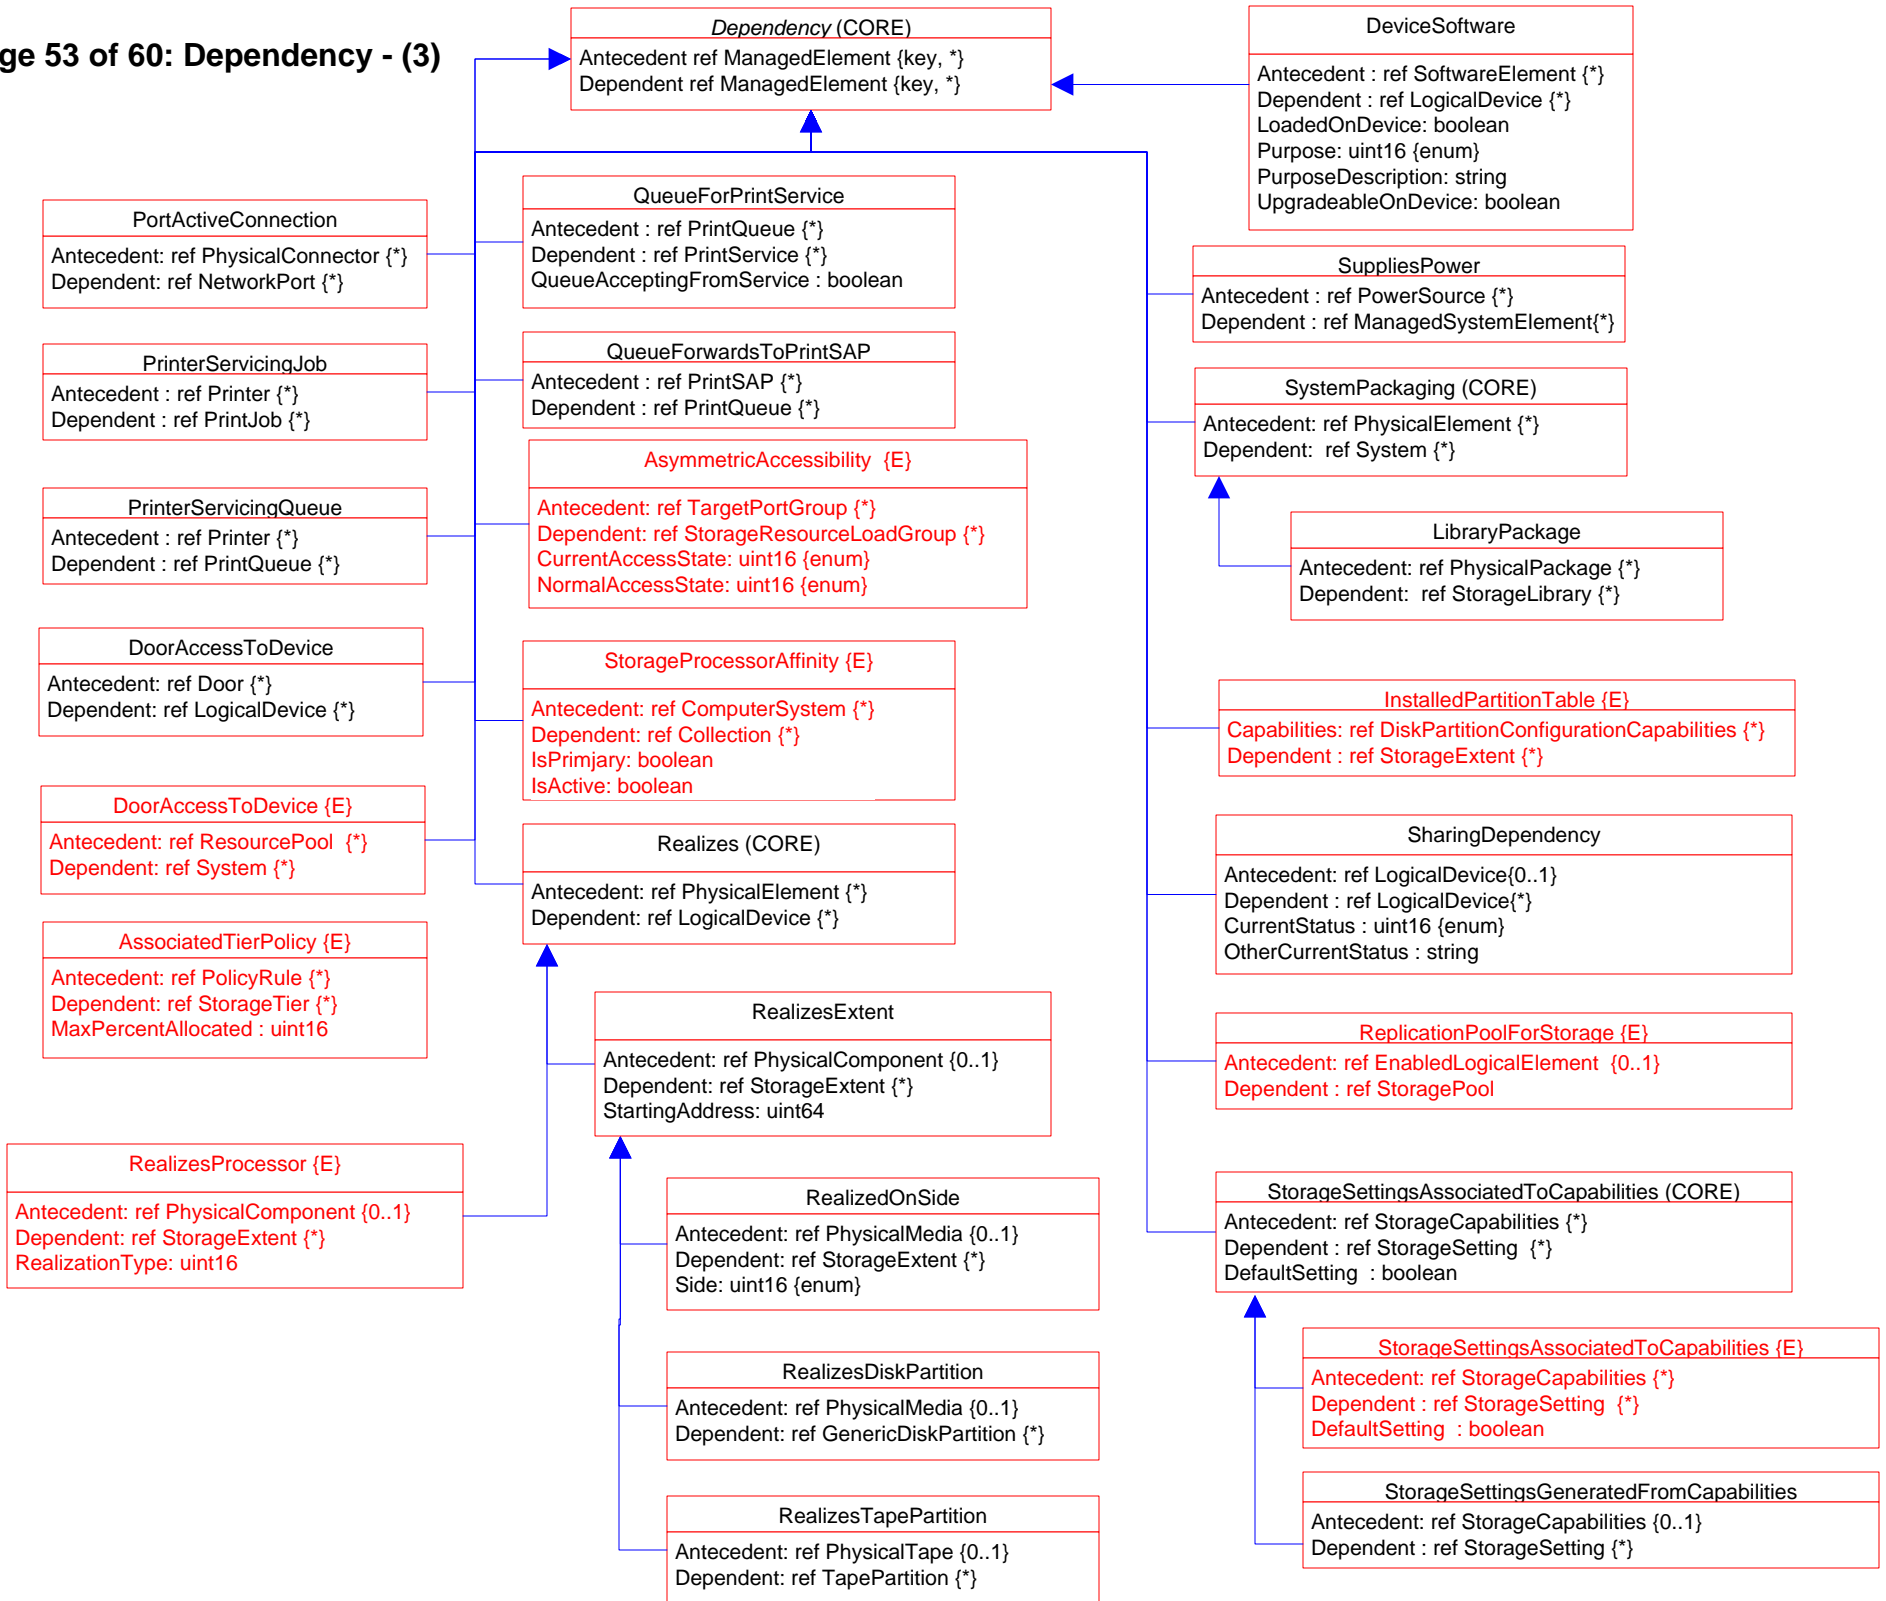 ge 53 of 60: Dependency - (3)
Dependency (CORE)
Antecedent ref ManagedElement {key, *}
Dependent ref ManagedElement {key, *}
DeviceSoftware
Antecedent : ref SoftwareElement {*}
Dependent : ref LogicalDevice {*}
LoadedOnDevice: boolean
Purpose: uint16 {enum}
PurposeDescription: string
UpgradeableOnDevice: boolean
PortActiveConnection
Antecedent: ref PhysicalConnector {*}
Dependent: ref NetworkPort {*}
QueueForPrintService
Antecedent : ref PrintQueue {*}
Dependent : ref PrintService {*}
QueueAcceptingFromService : boolean
SuppliesPower
Antecedent : ref PowerSource {*}
Dependent : ref ManagedSystemElement{*}
PrinterServicingJob
Antecedent : ref Printer {*}
Dependent : ref PrintJob {*}
QueueForwardsToPrintSAP
Antecedent : ref PrintSAP {*}
Dependent : ref PrintQueue {*}
SystemPackaging (CORE)
Antecedent: ref PhysicalElement {*}
Dependent:  ref System {*}
PrinterServicingQueue
Antecedent : ref Printer {*}
Dependent : ref PrintQueue {*}
AsymmetricAccessibility  {E}
Antecedent: ref TargetPortGroup {*}
Dependent: ref StorageResourceLoadGroup {*}
CurrentAccessState: uint16 {enum}
NormalAccessState: uint16 {enum}
LibraryPackage
Antecedent: ref PhysicalPackage {*}
Dependent:  ref StorageLibrary {*}
DoorAccessToDevice
Antecedent: ref Door {*}
Dependent: ref LogicalDevice {*}
StorageProcessorAffinity {E}
Antecedent: ref ComputerSystem {*}
Dependent: ref Collection {*}
IsPrimjary: boolean
IsActive: boolean
InstalledPartitionTable {E}
Capabilities: ref DiskPartitionConfigurationCapabilities {*}
Dependent : ref StorageExtent {*}
DoorAccessToDevice {E}
Antecedent: ref ResourcePool  {*}
Dependent: ref System {*}
Realizes (CORE)
Antecedent: ref PhysicalElement {*}
Dependent: ref LogicalDevice {*}
SharingDependency
Antecedent: ref LogicalDevice{0..1}
Dependent : ref LogicalDevice{*}
CurrentStatus : uint16 {enum}
OtherCurrentStatus : string
AssociatedTierPolicy {E}
Antecedent: ref PolicyRule {*}
Dependent: ref StorageTier {*}
MaxPercentAllocated : uint16
RealizesExtent
Antecedent: ref PhysicalComponent {0..1}
Dependent: ref StorageExtent {*}
StartingAddress: uint64
ReplicationPoolForStorage {E}
Antecedent: ref EnabledLogicalElement  {0..1}
Dependent : ref StoragePool
RealizesProcessor {E}
Antecedent: ref PhysicalComponent {0..1}
Dependent: ref StorageExtent {*}
RealizationType: uint16
RealizedOnSide
Antecedent: ref PhysicalMedia {0..1}
Dependent: ref StorageExtent {*}
Side: uint16 {enum}
StorageSettingsAssociatedToCapabilities (CORE)
Antecedent: ref StorageCapabilities {*}
Dependent : ref StorageSetting  {*}
DefaultSetting  : boolean
RealizesDiskPartition
Antecedent: ref PhysicalMedia {0..1}
Dependent: ref GenericDiskPartition {*}
StorageSettingsAssociatedToCapabilities {E}
Antecedent: ref StorageCapabilities {*}
Dependent : ref StorageSetting  {*}
DefaultSetting  : boolean
RealizesTapePartition
Antecedent: ref PhysicalTape {0..1}
Dependent: ref TapePartition {*}
StorageSettingsGeneratedFromCapabilities
Antecedent: ref StorageCapabilities {0..1}
Dependent : ref StorageSetting {*}